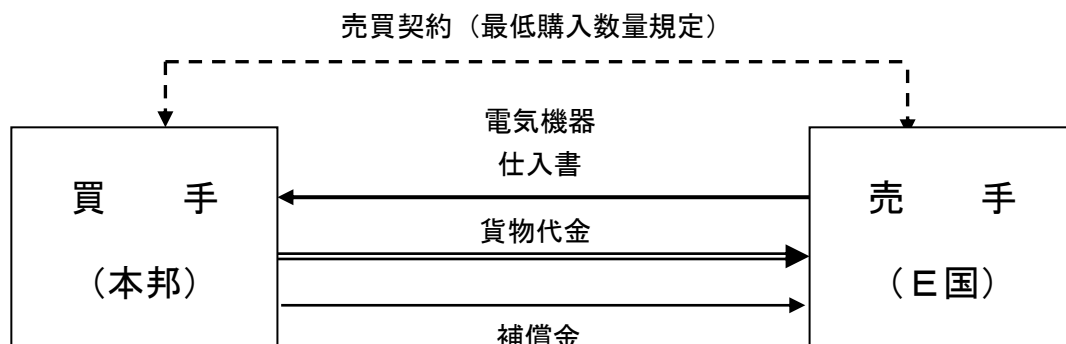 売買契約（最低購入数量規定）
電気機器
仕入書
買　手
売　手
貨物代金
（本邦）
（Ｅ国）
補償金